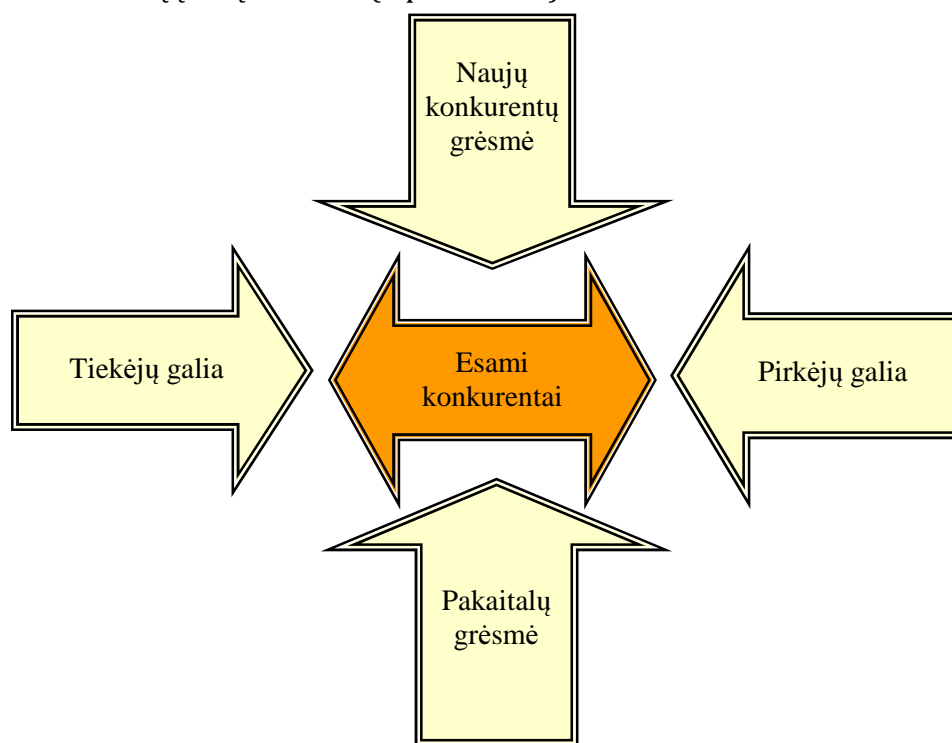 Naujų
konkurentų
grėsmė
Tiekėjų galia
Esami
konkurentai
Pirkėjų galia
Pakaitalų
grėsmė